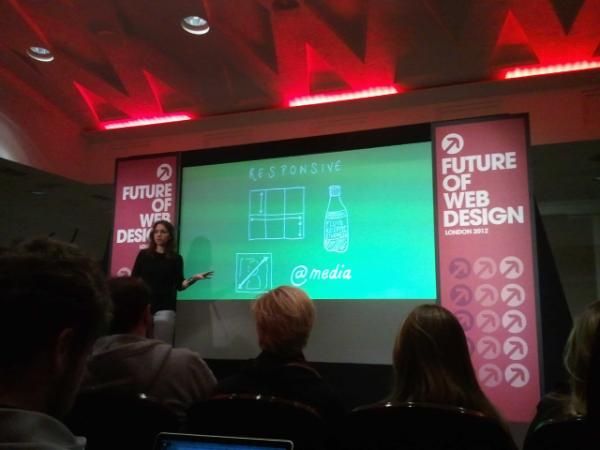 FUTURE
OF
WEB
DESIGN
RESPONSIVE
@media
FUTURE
OF
WEB
DESIGN
LONDON 2012